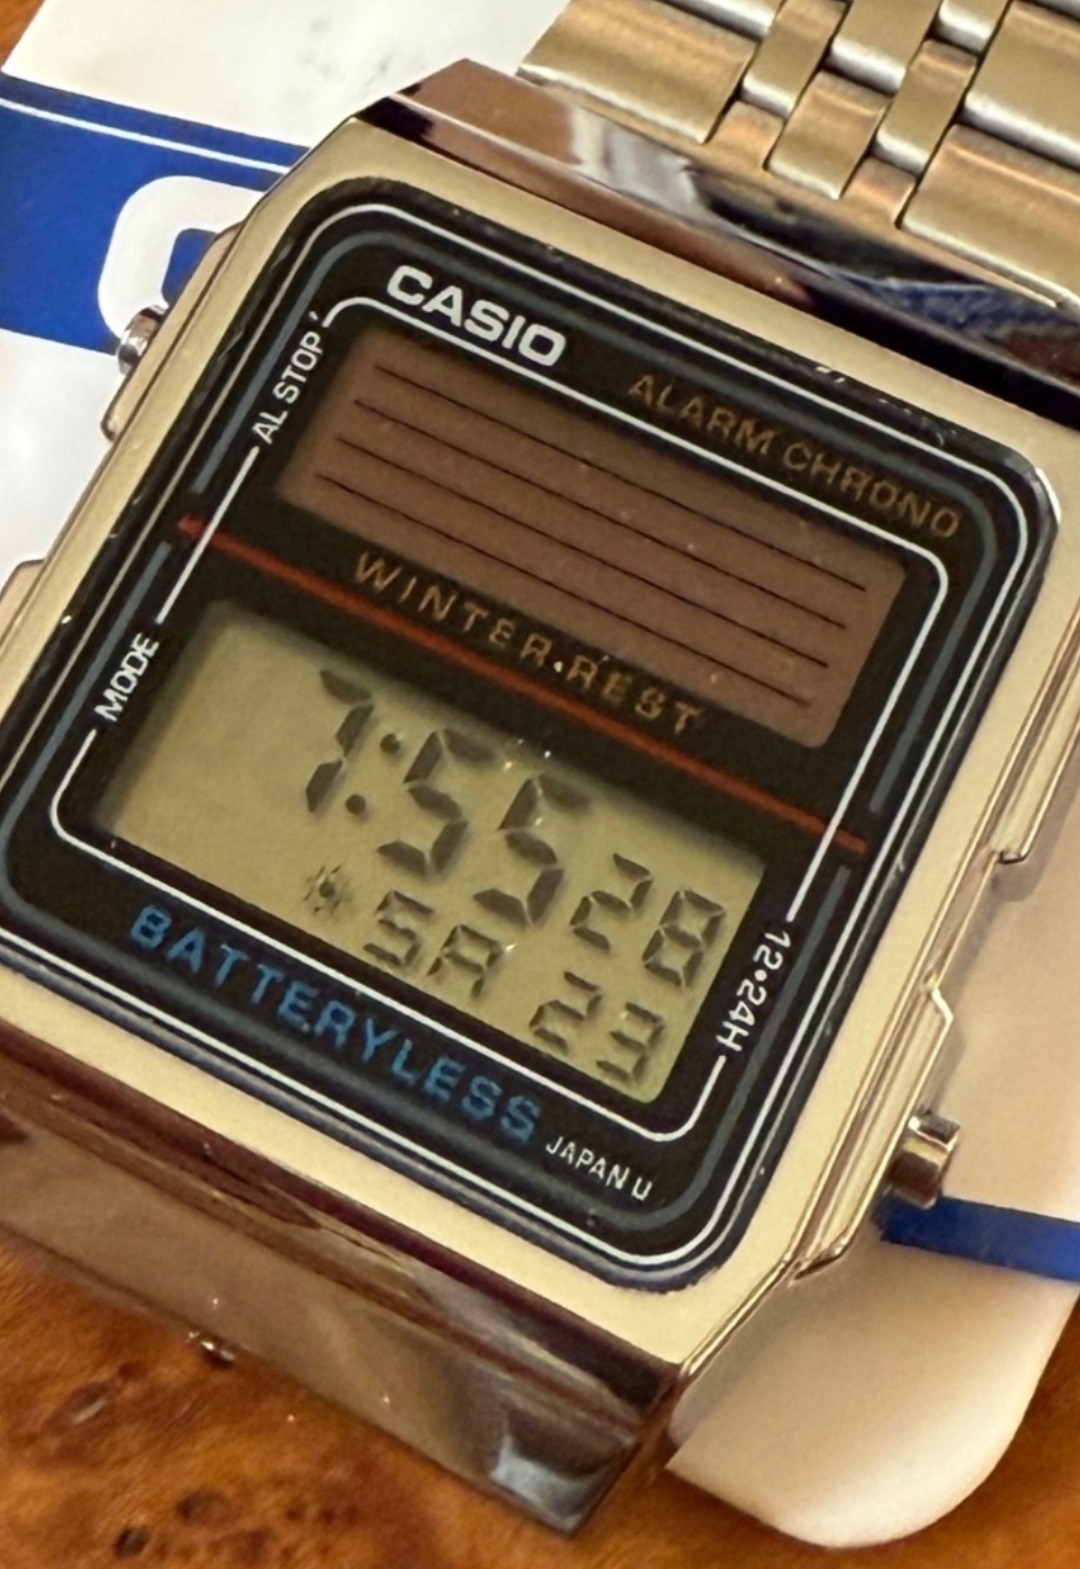 CASIO
ALARM CHRONO
AL STOP
WINTER.REST
MODE
7:55 28
SA 23
12•24H
BATTERYLESS
JAPAN U